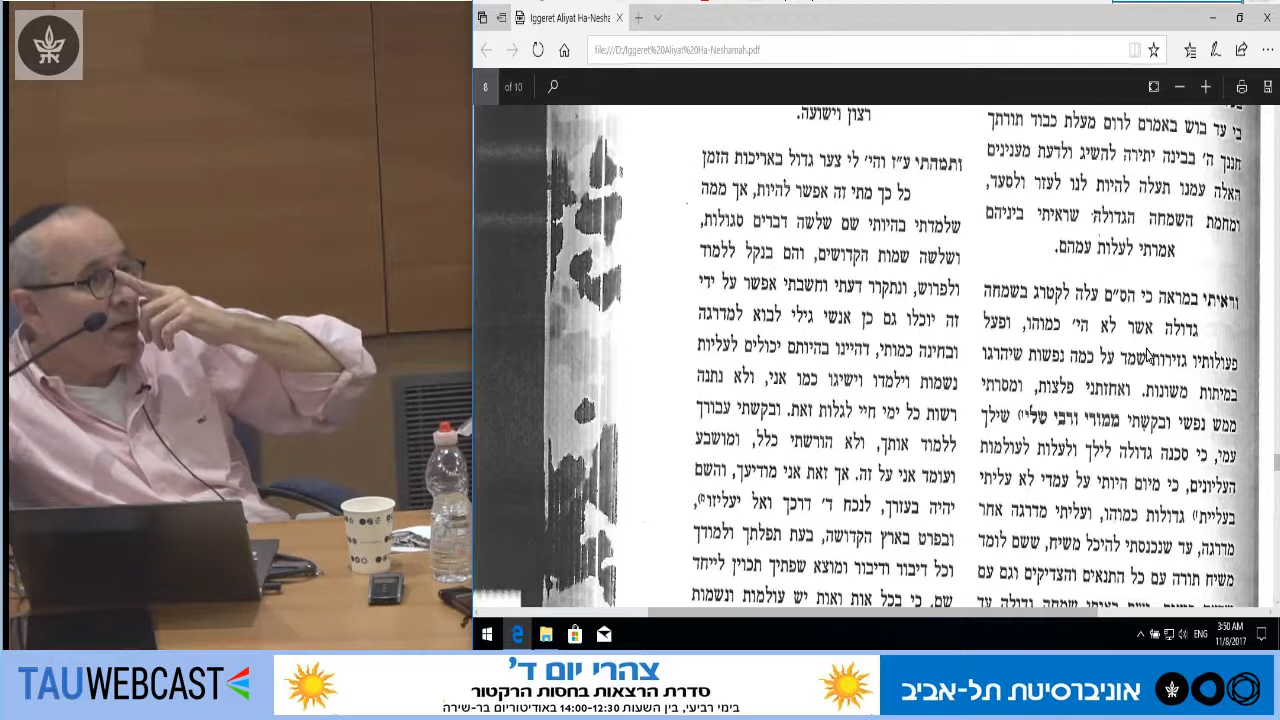 Iggeret Aliyat Ha-Nesha
file:///D:/Iggeret%20Aliyat%20Ha-Neshamah.pdf
8 of 10
בי עד בוש באמרם לרום מעלת כבוד תורתך
חננך ה' בבינה יתירה להשיג ולדעת מענינים
האלה עמנו תעלה להיות לנו לעזר ולסעד,
ומחמת השמחה הגדולה שראיתי ביניהם
אמרתי לעלות עמהם.
וראיתי במראה כי הס״ם עלה לקטרג בשמחה
גדולה אשר לא הי' כמוהו, ופעל
פעולותיו גזירות שמד על כמה נפשות שיהרגו
במיתות משונות. ואחזתני פלצות, ומסרתי
ממש נפשי ובקשתי ממורי ורבי שלי שילך
עמי, כי סכנה גדולה לילך ולעלות לעולמות
העליונים, כי מיום היותי על עמדי לא עליתי
בעליית גדולות כמוהו, ועליתי מדרגה אחר
מדרגה, עד שנכנסתי להיכל משיח, ששם לומד
משיח תורה עם כל התנאים והצדיקים וגם עם
רצון וישועה.
ותמהתי ע״ז והי' לי צער גדול באריכות הזמן
כל כך מתי זה אפשר להיות, אך ממה
שלמדתי בהיותי שם שלשה דברים סגולות,
ושלשה שמות הקדושים, והם בנקל ללמוד
ולפרוש, ונתקרר דעתי וחשבתי אפשר על ידי
זה יוכלו גם כן אנשי גילי לבוא למדרגה
ובחינה כמותי, דהיינו בהיותם יכולים לעליות
נשמות וילמדו וישיגו כמו אני, ולא נתנה
רשות כל ימי חיי לגלות זאת. ובקשתי עבורך
ללמוד אותך, ולא הורשתי כלל, ומושבע
ועומד אני על זה. אך זאת אני מודיעך, והשם
יהיה בעזרך, לנכח ד' דרכך ואל יעליזו,
ובפרט בארץ הקדושה, בעת תפלתך ולמודך
וכל דיבור ודיבור ומוצא שפתיך תכוין לייחד
שם, כי בכל אות ואות יש עולמות ונשמות
ENG
3:50 AM
11/8/2017
TAUWEBCAST
צהרי יום ד'
סדרת הרצאות בחסות הרקטור
בימי רביעי, בין השעות 14:00-12:30 באודיטוריום בר-שירה
אוניברסיטת תל-אביב